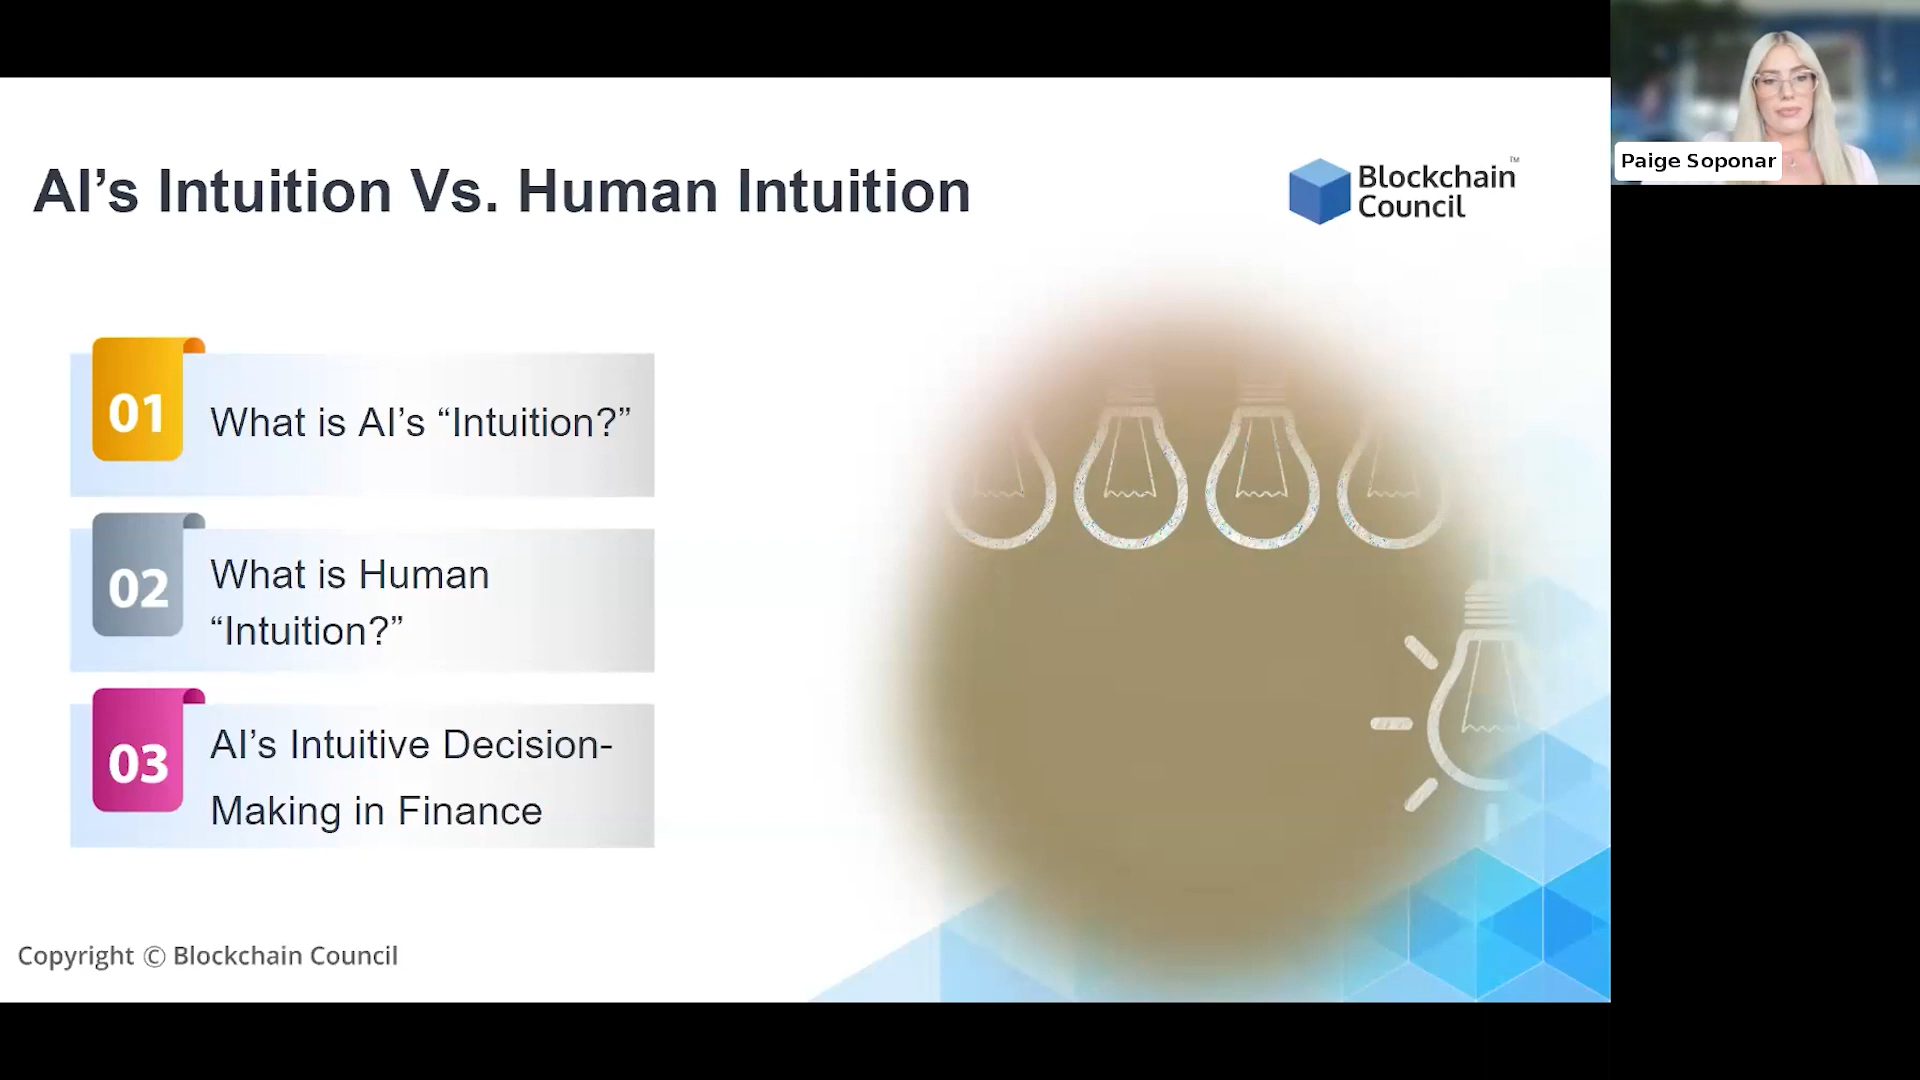 AI’s Intuition Vs. Human Intuition
Blockchain
Council
™
Paige Soponar
01
What is AI’s “Intuition?”
02
What is Human
“Intuition?”
03
AI’s Intuitive Decision-
Making in Finance
Copyright © Blockchain Council